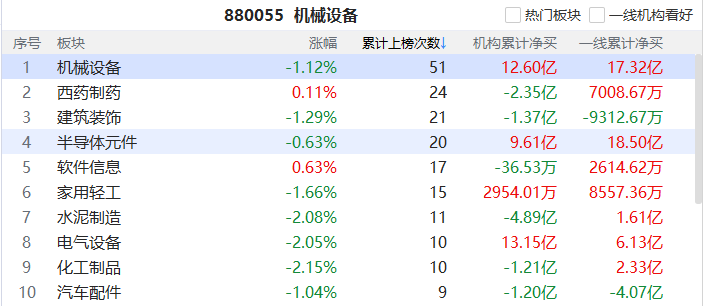 880055 机械设备 热门板块 一线机构看好
序号 板块 涨幅 累计上榜次数↓ 机构累计净买 一线累计净买
1 机械设备 -1.12% 51 12.60亿 17.32亿
2 西药制药 0.11% 24 -2.35亿 7008.67万
3 建筑装饰 -1.29% 21 -1.37亿 -9312.67万
4 半导体元件 -0.63% 20 9.61亿 18.50亿
5 软件信息 0.63% 17 -36.53万 2614.62万
6 家用轻工 -1.66% 15 2954.01万 8557.36万
7 水泥制造 -2.08% 11 -4.89亿 1.61亿
8 电气设备 -2.05% 10 13.15亿 6.13亿
9 化工制品 -2.15% 10 -1.21亿 2.33亿
10 汽车配件 -1.04% 9 -1.20亿 -4.07亿